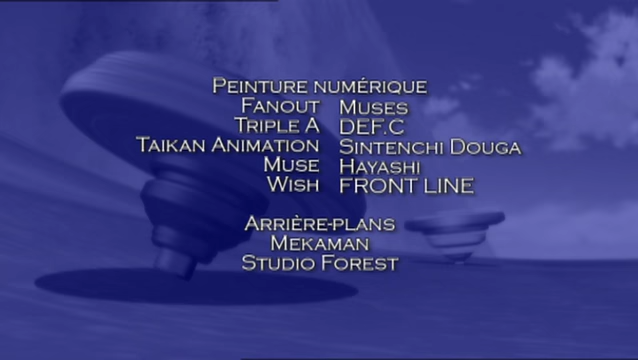 Peinture numérique
Fanout Muses
Triple A DEF.C
Taikan Animation Sintenchi Douga
Muse Hayashi
Wish FRONT LINE
Arrière-plans
Mekaman
Studio Forest